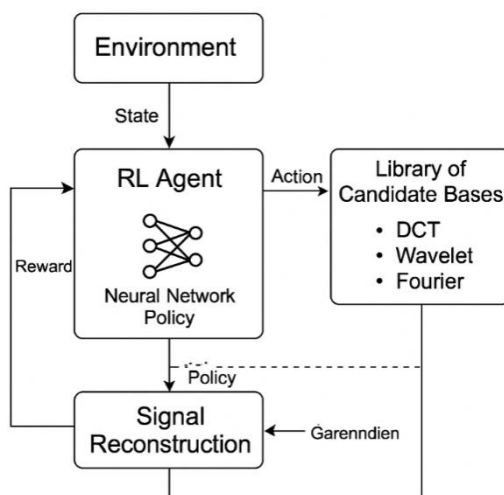 Environment
State
RL Agent
Neural Network
Policy
Action
Library of
Candidate Bases
• DCT
• Wavelet
• Fourier
Reward
Policy
Signal
Reconstruction
Garenndien